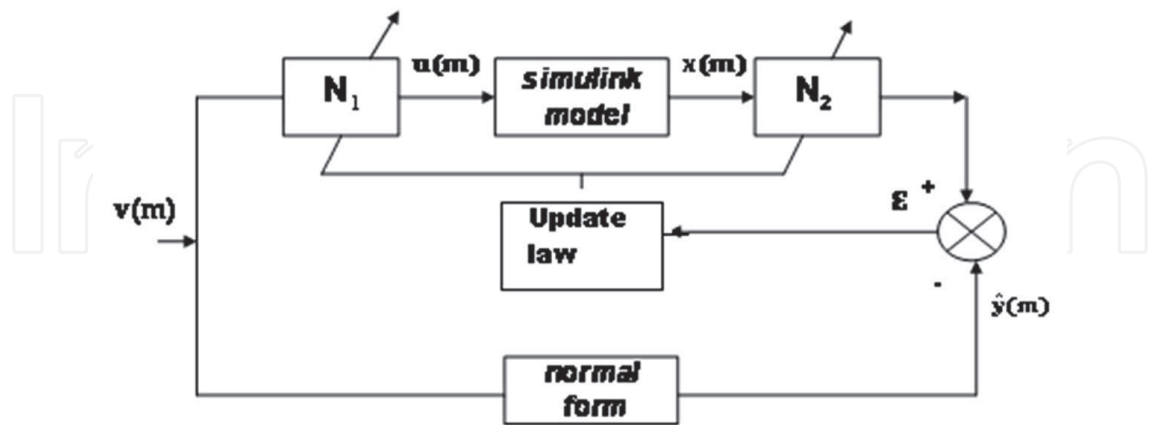 N₁
u(m)
simulink
model
x(m)
N₂
v(m)
Update
law
ε
+
-
ŷ(m)
normal
form